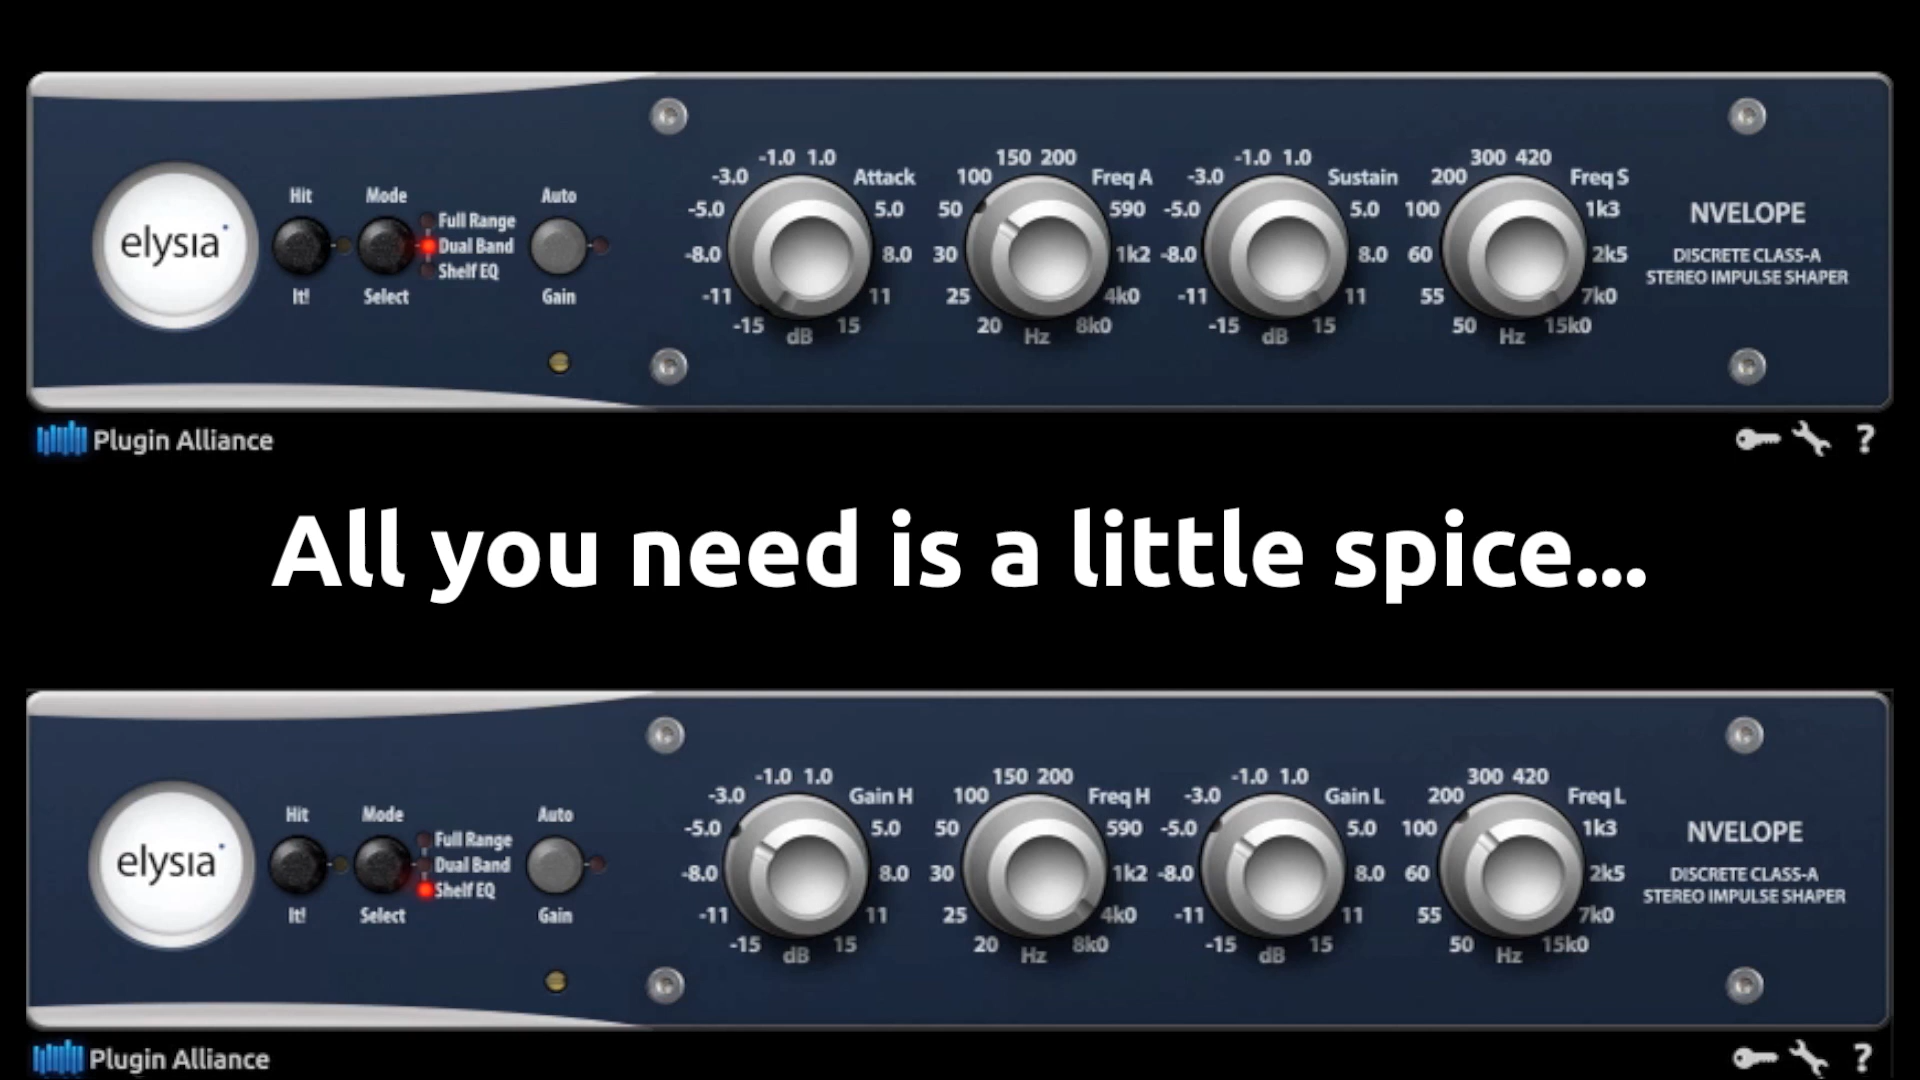 -1.0 1.0
150 200
-1.0 1.0
300 420
-3.0 Attack
100 Freq A
-3.0 Sustain
200 Freq S
Hit Mode Auto
-5.0 5.0
50 590
-5.0 5.0
100 1k3
NVELOPE
elysia
Full Range
Dual Band
Shelf EQ
-8.0 8.0
30 1k2
-8.0 8.0
60 2k5
DISCRETE CLASS-A
STEREO IMPULSE SHAPER
It! Select Gain
-11 11
25 4k0
-11 11
55 7k0
-15 dB 15
20 Hz 8k0
-15 dB 15
50 Hz 15k0
Plugin Alliance ?
All you need is a little spice...
-1.0 1.0
150 200
-1.0 1.0
300 420
-3.0 Gain H
100 Freq H
-3.0 Gain L
200 Freq L
Hit Mode Auto
-5.0 5.0
50 590
-5.0 5.0
100 1k3
NVELOPE
elysia
Full Range
Dual Band
Shelf EQ
-8.0 8.0
30 1k2
-8.0 8.0
60 2k5
DISCRETE CLASS-A
STEREO IMPULSE SHAPER
It! Select Gain
-11 11
25 4k0
-11 11
55 7k0
-15 dB 15
20 Hz 8k0
-15 dB 15
50 Hz 15k0
Plugin Alliance ?